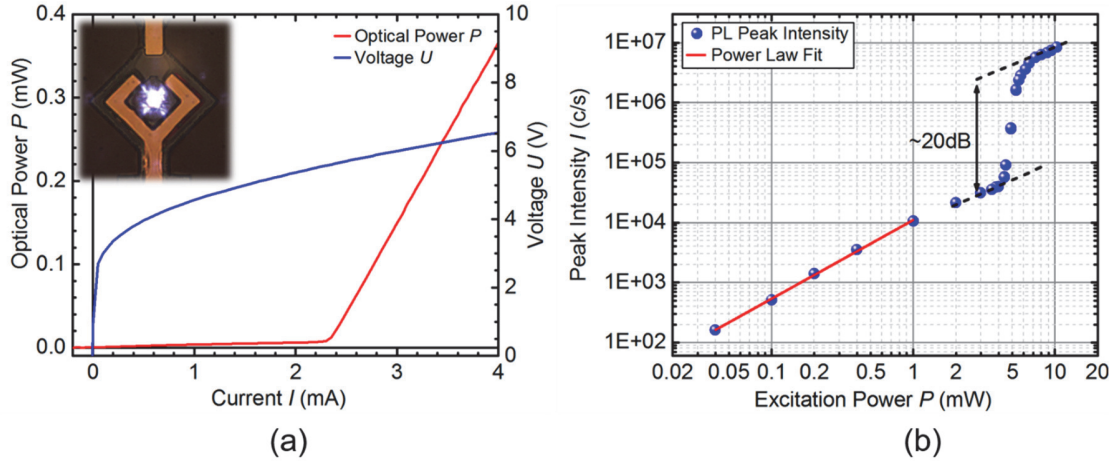 0.4
0.3
0.2
0.1
0.0
Optical Power P (mW)
0
1
2
3
4
Current I (mA)
10
8
6
4
2
0
Voltage U (V)
Optical Power P
Voltage U
(a)
1E+07
1E+06
1E+05
1E+04
1E+03
1E+02
Peak Intensity I (c/s)
PL Peak Intensity
Power Law Fit
~20dB
0.02
0.05
0.1
0.2
0.5
1
2
5
10
20
Excitation Power P (mW)
(b)